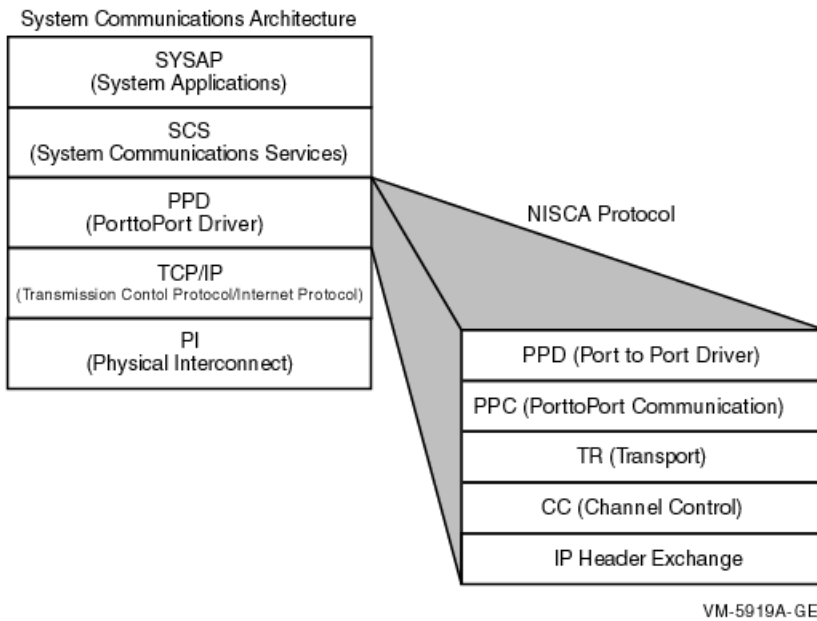 System Communications Architecture
SYSAP
(System Applications)
SCS
(System Communications Services)
PPD
(PorttoPort Driver)
TCP/IP
(Transmission Contol Protocol/Internet Protocol)
PI
(Physical Interconnect)
NISCA Protocol
PPD (Port to Port Driver)
PPC (PorttoPort Communication)
TR (Transport)
CC (Channel Control)
IP Header Exchange
VM-5919A-GE